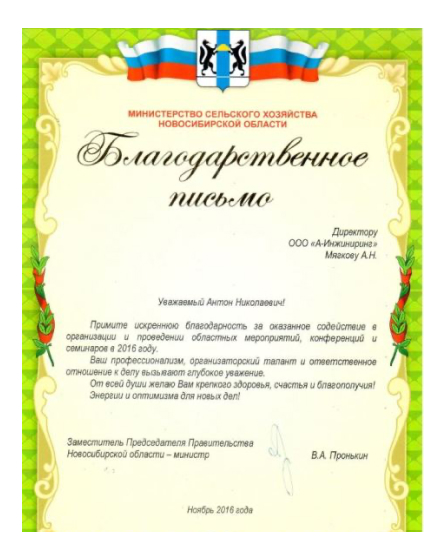 МИНИСТЕРСТВО СЕЛЬСКОГО ХОЗЯЙСТВА
НОВОСИБИРСКОЙ ОБЛАСТИ
Благодарственное
письмо
Директору
ООО «А-Инжиниринг»
Мягкову А.Н.
Уважаемый Антон Николаевич!
Примите искреннюю благодарность за оказанное содействие в
организации и проведении областных мероприятий, конференций и
семинаров в 2016 году.
Ваш профессионализм, организаторский талант и ответственное
отношение к делу вызывают глубокое уважение.
От всей души желаю Вам крепкого здоровья, счастья и благополучия!
Энергии и оптимизма для новых дел!
Заместитель Председателя Правительства
Новосибирской области – министр
В.А. Пронькин
Ноябрь 2016 года